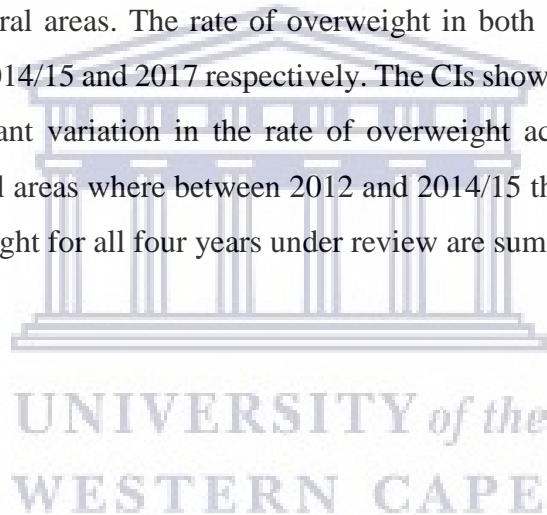 ral areas. The rate of overweight in both
14/15 and 2017 respectively. The CIs show
ant variation in the rate of overweight ac
l areas where between 2012 and 2014/15 th
ght for all four years under review are sum
UNIVERSITY of the
WESTERN CAPE